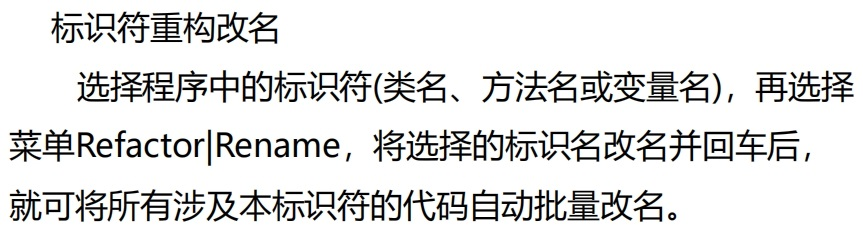 标识符重构改名
选择程序中的标识符(类名、方法名或变量名)，再选择
菜单Refactor|Rename，将选择的标识名改名并回车后，
就可将所有涉及本标识符的代码自动批量改名。